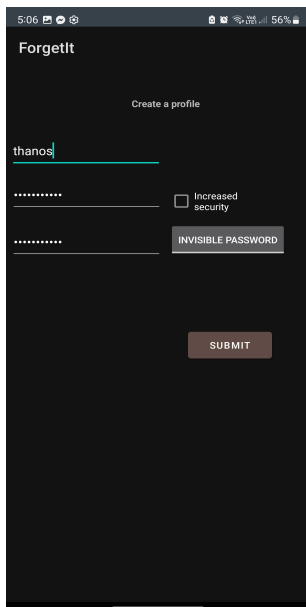 5:06 56%
ForgetIt
Create a profile
thanos
•••••••••••
Increased
security
•••••••••••
INVISIBLE PASSWORD
SUBMIT